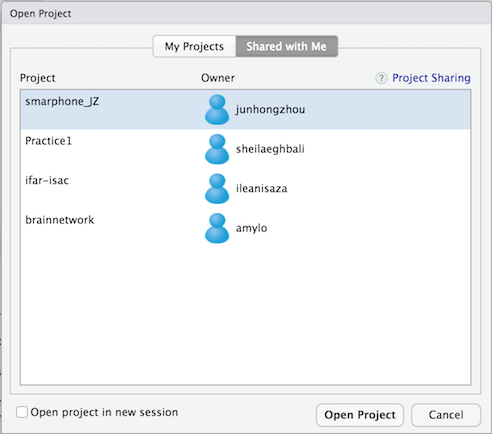 Open Project
My Projects Shared with Me
Project Owner ? Project Sharing
smarphone_JZ junhongzhou
Practice1 sheilaeghbali
ifar-isac ileanisaza
brainnetwork amylo
Open project in new session Open Project Cancel